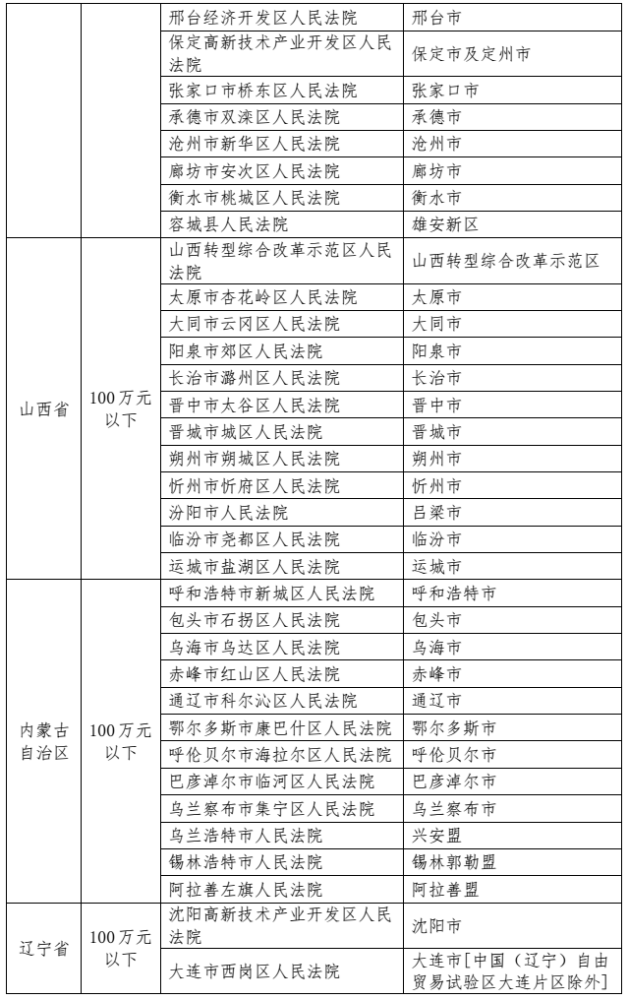 邢台经济开发区人民法院 邢台市
保定高新技术产业开发区人民
法院 保定市及定州市
张家口市桥东区人民法院 张家口市
承德市双滦区人民法院 承德市
沧州市新华区人民法院 沧州市
廊坊市安次区人民法院 廊坊市
衡水市桃城区人民法院 衡水市
容城县人民法院 雄安新区
山西省
100万元
以下
山西转型综合改革示范区人民
法院 山西转型综合改革示范区
太原市杏花岭区人民法院 太原市
大同市云冈区人民法院 大同市
阳泉市郊区人民法院 阳泉市
长治市潞州区人民法院 长治市
晋中市太谷区人民法院 晋中市
晋城市城区人民法院 晋城市
朔州市朔城区人民法院 朔州市
忻州市忻府区人民法院 忻州市
汾阳市人民法院 吕梁市
临汾市尧都区人民法院 临汾市
运城市盐湖区人民法院 运城市
内蒙古
自治区
100万元
以下
呼和浩特市新城区人民法院 呼和浩特市
包头市石拐区人民法院 包头市
乌海市乌达区人民法院 乌海市
赤峰市红山区人民法院 赤峰市
通辽市科尔沁区人民法院 通辽市
鄂尔多斯市康巴什区人民法院 鄂尔多斯市
呼伦贝尔市海拉尔区人民法院 呼伦贝尔市
巴彦淖尔市临河区人民法院 巴彦淖尔市
乌兰察布市集宁区人民法院 乌兰察布市
乌兰浩特市人民法院 兴安盟
锡林浩特市人民法院 锡林郭勒盟
阿拉善左旗人民法院 阿拉善盟
辽宁省
100万元
以下
沈阳高新技术产业开发区人民
法院 沈阳市
大连市西岗区人民法院 大连市[中国（辽宁）自由
贸易试验区大连片区除外]